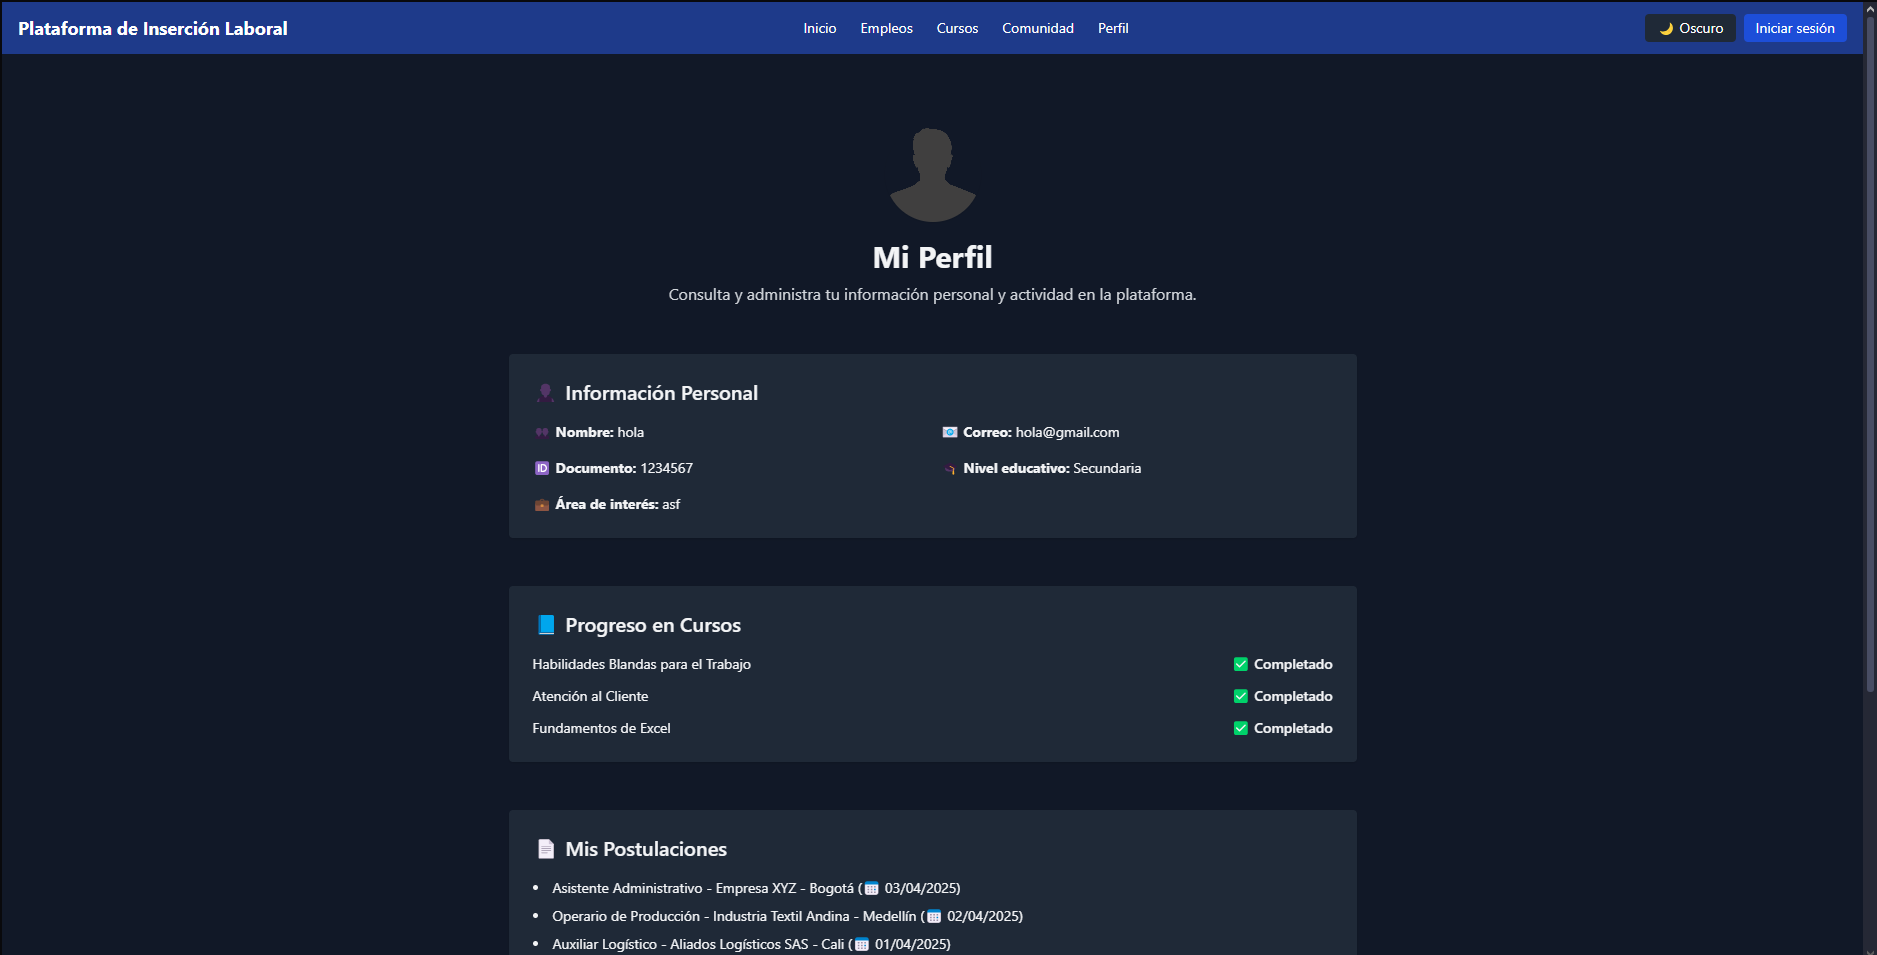 Plataforma de Inserción Laboral
Inicio Empleos Cursos Comunidad Perfil
🌙 Oscuro Iniciar sesión
Mi Perfil
Consulta y administra tu información personal y actividad en la plataforma.
👤 Información Personal
👥 Nombre: hola
📧 Correo: hola@gmail.com
🆔 Documento: 1234567
🎓 Nivel educativo: Secundaria
💼 Área de interés: asf
📘 Progreso en Cursos
Habilidades Blandas para el Trabajo ✅ Completado
Atención al Cliente ✅ Completado
Fundamentos de Excel ✅ Completado
📄 Mis Postulaciones
• Asistente Administrativo - Empresa XYZ - Bogotá (📅 03/04/2025)
• Operario de Producción - Industria Textil Andina - Medellín (📅 02/04/2025)
• Auxiliar Logístico - Aliados Logísticos SAS - Cali (📅 01/04/2025)